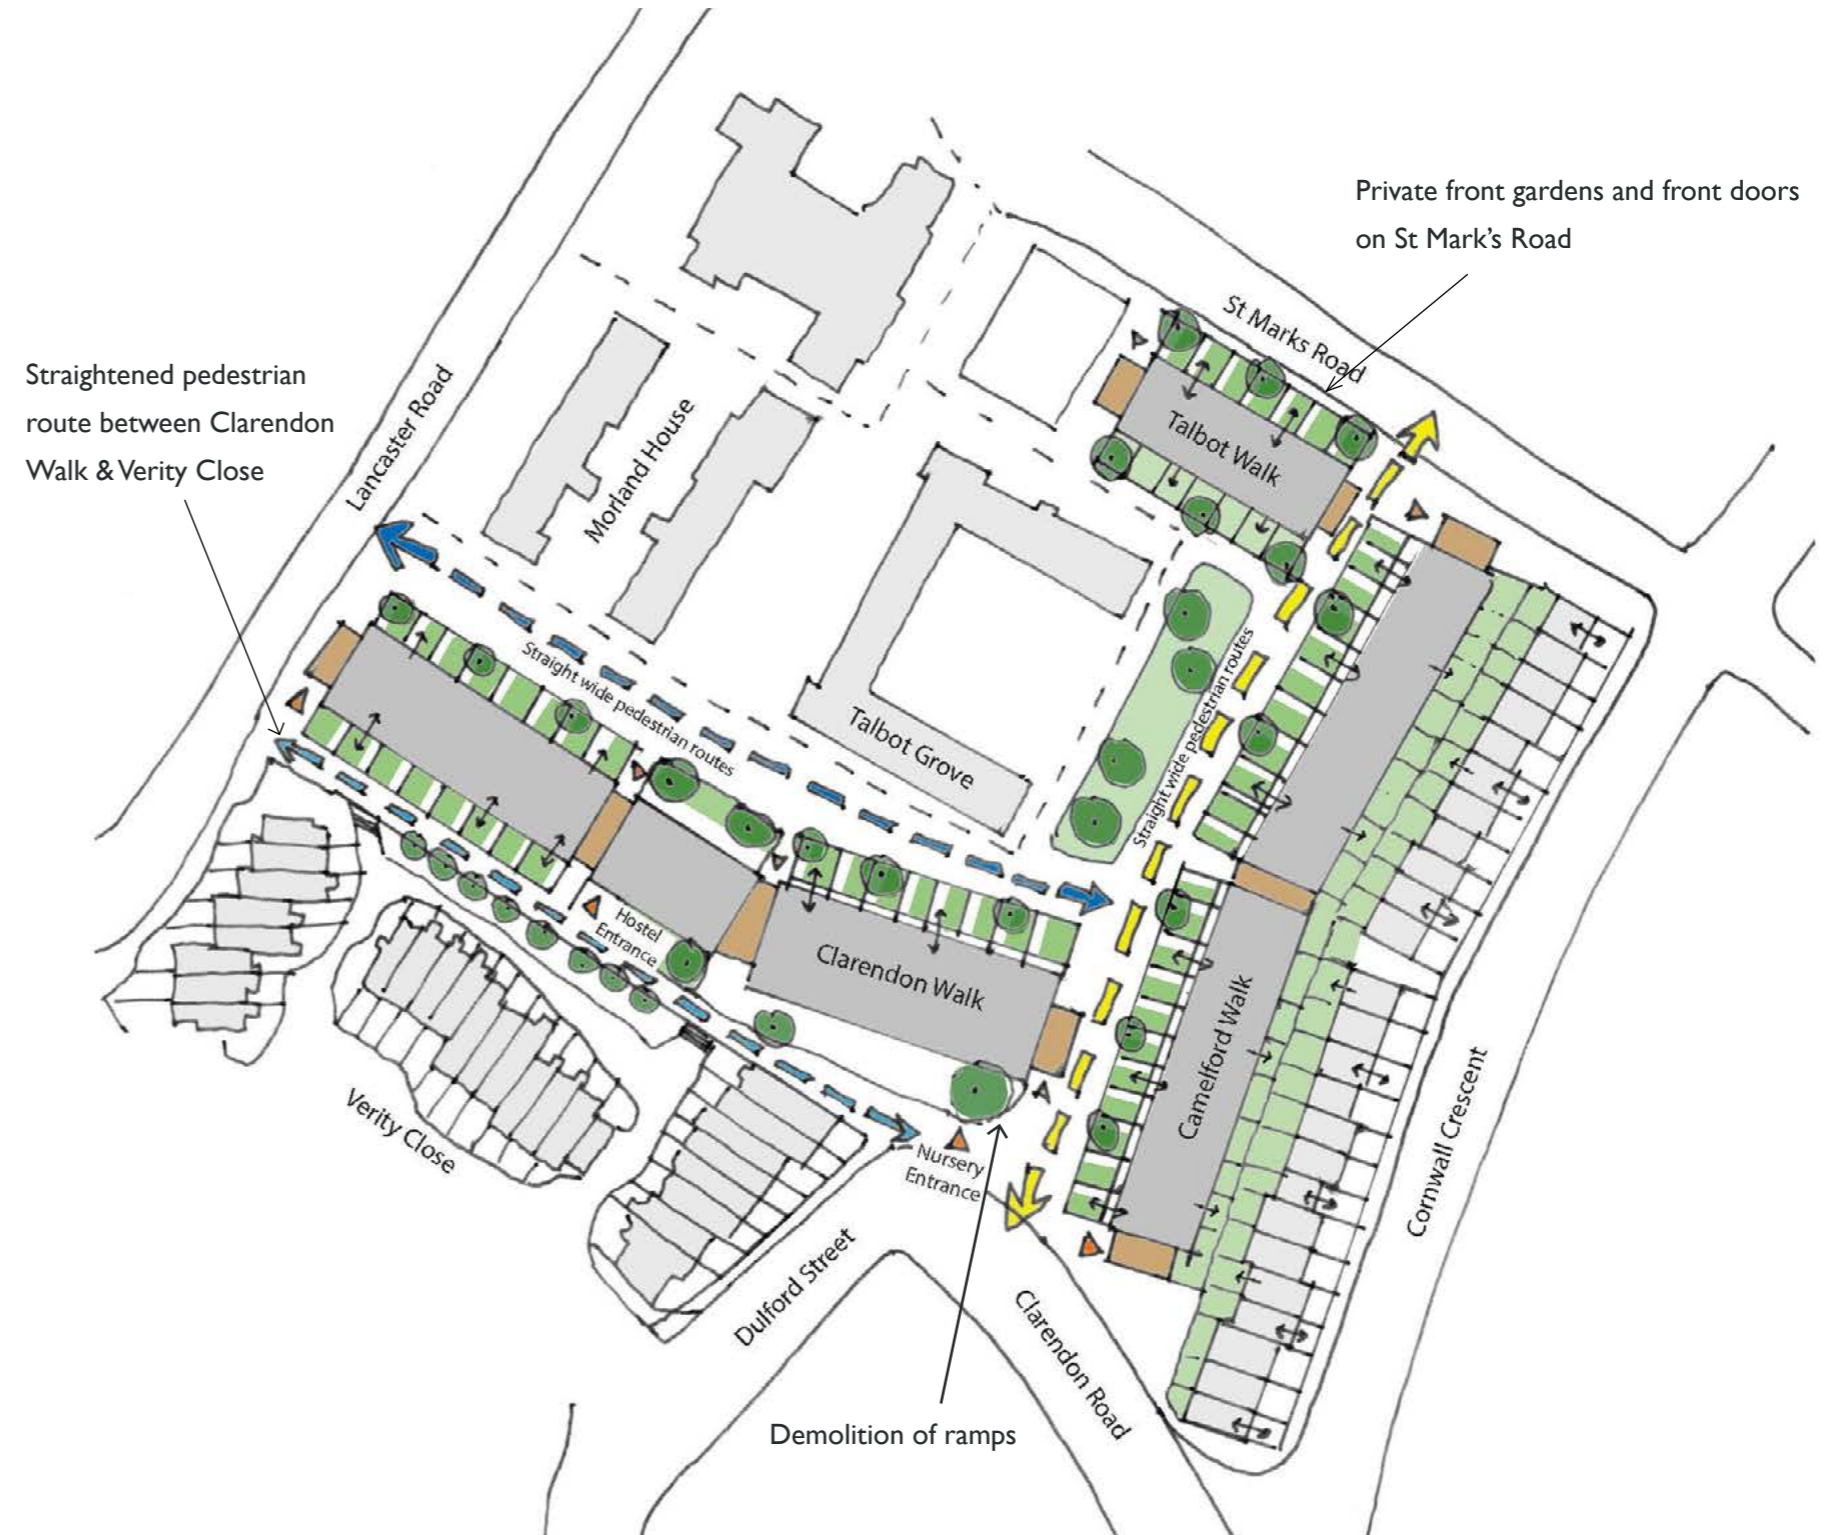 Private front gardens and front doors
on St Mark's Road
St Marks Road
Straightened pedestrian
route between Clarendon
Walk & Verity Close
Lancaster Road
Morland House
Talbot Walk
Straight wide pedestrian routes
Straight wide pedestrian routes
Talbot Grove
Hostel
Entrance
Clarendon Walk
Camelford Walk
Verity Close
Nursery
Entrance
Cornwall Crescent
Dulford Street
Clarendon Road
Demolition of ramps